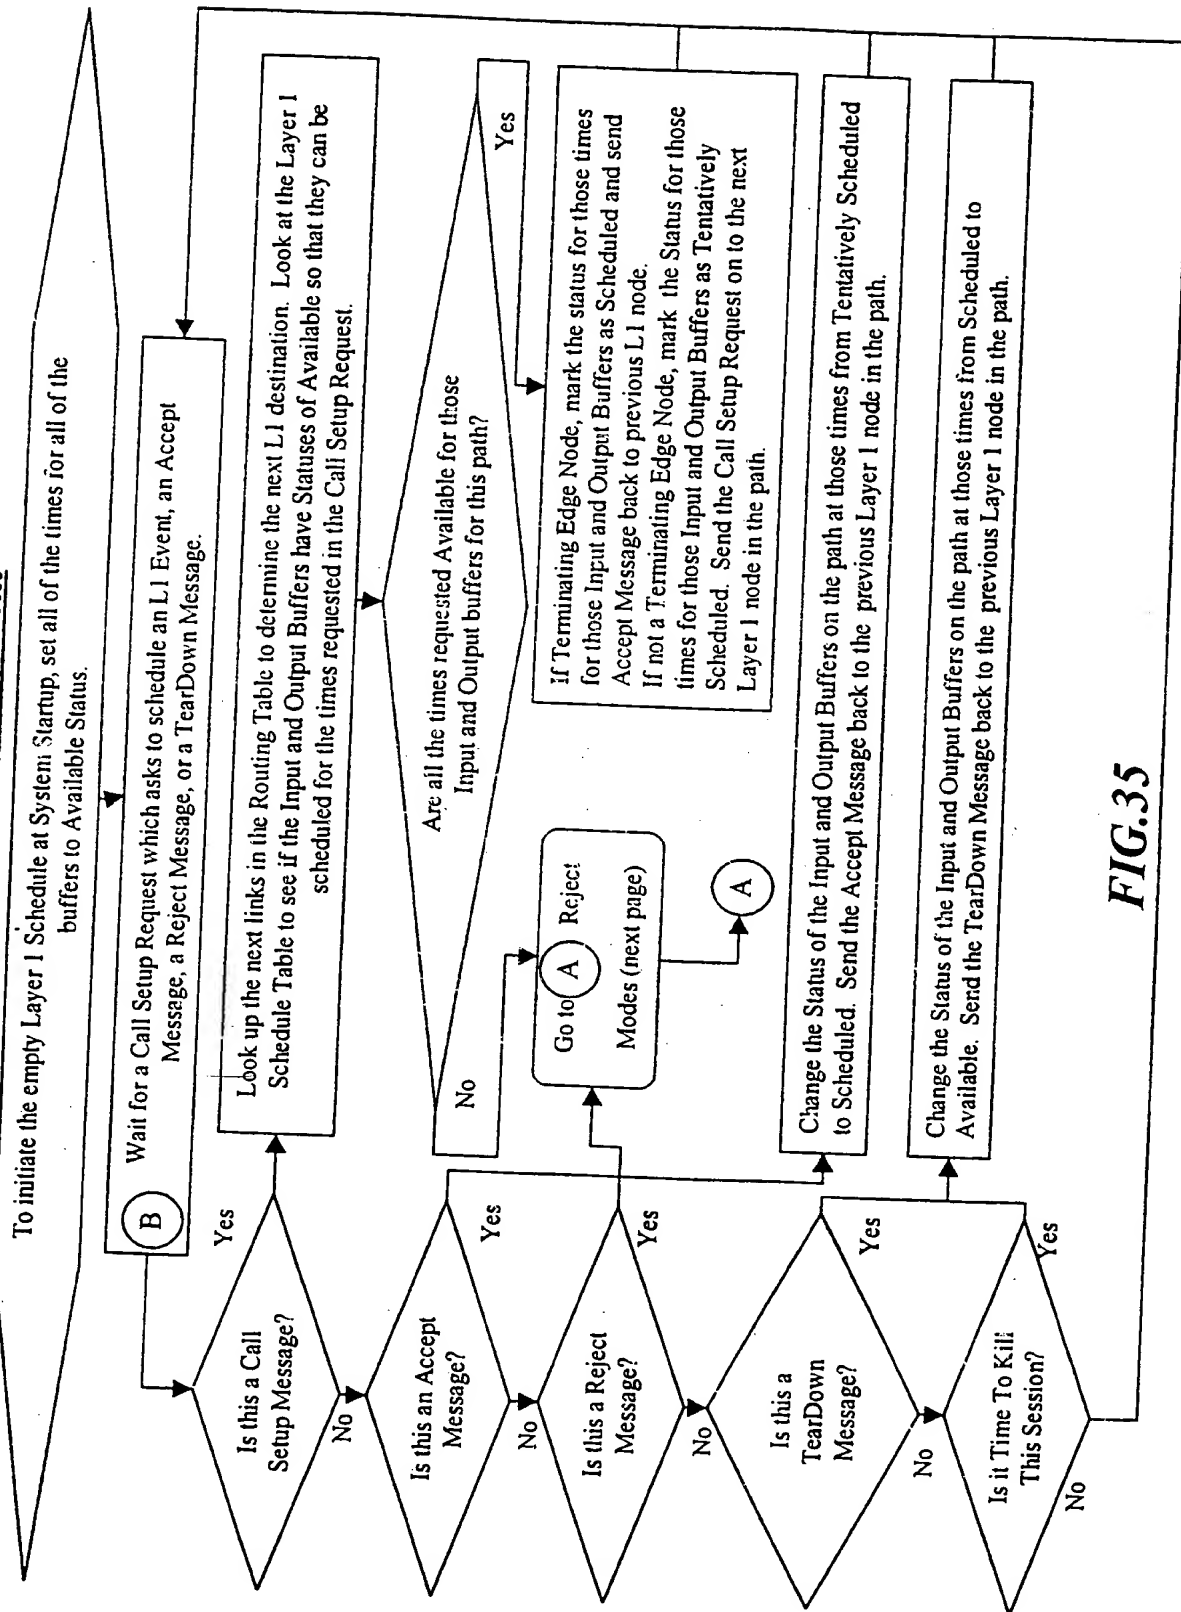 To initiate the empty Layer 1 Schedule at System Startup, set all of the times for all of the
buffers to Available Status.
B
Wait for a Call Setup Request which asks to schedule an L1 Event, an Accept
Message, a Reject Message, or a TearDown Message.
Is this a Call
Setup Message?
Yes
No
Look up the next links in the Routing Table to determine the next L1 destination. Look at the Layer 1
Schedule Table to see if the Input and Output Buffers have Statuses of Available so that they can be
scheduled for the times requested in the Call Setup Request.
Are all the times requested Available for those
Input and Output buffers for this path?
No
Yes
Is this an Accept
Message?
Yes
No
Go to A Reject
Modes (next page)
A
If Terminating Edge Node, mark the status for those times
for those Input and Output Buffers as Scheduled and send
Accept Message back to previous L1 node.
If not a Terminating Edge Node, mark the Status for those
times for those Input and Output Buffers as Tentatively
Scheduled. Send the Call Setup Request on to the next
Layer 1 node in the path.
Is this a Reject
Message?
Yes
No
Change the Status of the Input and Output Buffers on the path at those times from Tentatively Scheduled
to Scheduled. Send the Accept Message back to the previous Layer 1 node in the path.
Is this a
TearDown
Message?
Yes
No
Change the Status of the Input and Output Buffers on the path at those times from Scheduled to
Available. Send the TearDown Message back to the previous Layer 1 node in the path.
Is it Time To Kill
This Session?
Yes
No
FIG.35